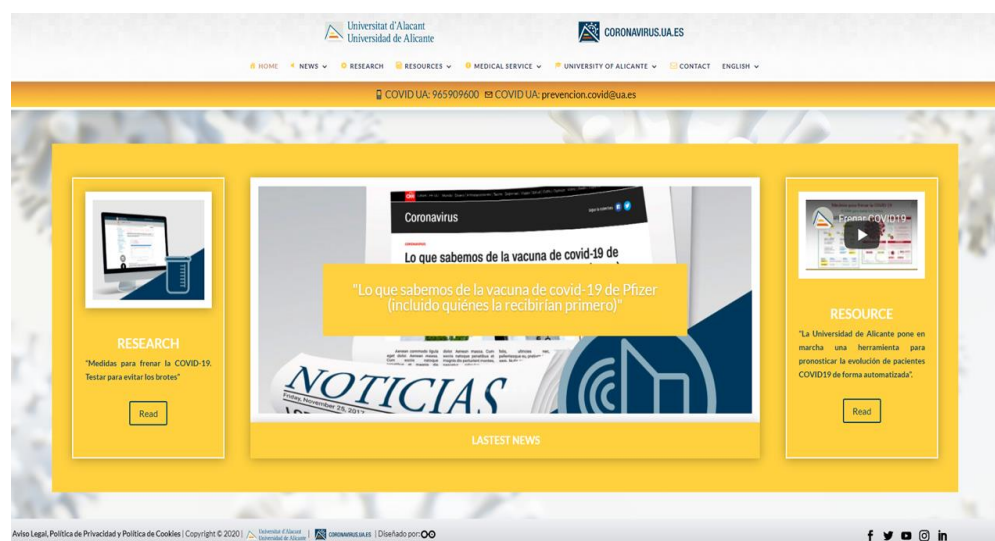 Universitat d'Alacant
Universidad de Alicante
CORONAVIRUS.UA.ES
HOME NEWS RESEARCH RESOURCES MEDICAL SERVICE UNIVERSITY OF ALICANTE CONTACT ENGLISH
COVID UA: 965909600 COVID UA: prevencion.covid@ua.es
RESEARCH
"Medidas para frenar la COVID-19.
Testar para evitar los brotes"
Read
CNN
Coronavirus
Lo que sabemos de la vacuna de covid-19 de
"Lo que sabemos de la vacuna de covid-19 de Pfizer
(incluido quiénes la recibirían primero)"
NOTICIAS
Friday, November 25, 2017
LASTEST NEWS
Frenar COVID19
RESOURCE
"La Universidad de Alicante pone en
marcha una herramienta para
pronosticar la evolución de pacientes
COVID19 de forma automatizada".
Read
Aviso Legal, Política de Privacidad y Política de Cookies | Copyright © 2020 | Universitat d'Alacant
Universidad de Alicante | CORONAVIRUS.UA.ES | Diseñado por: